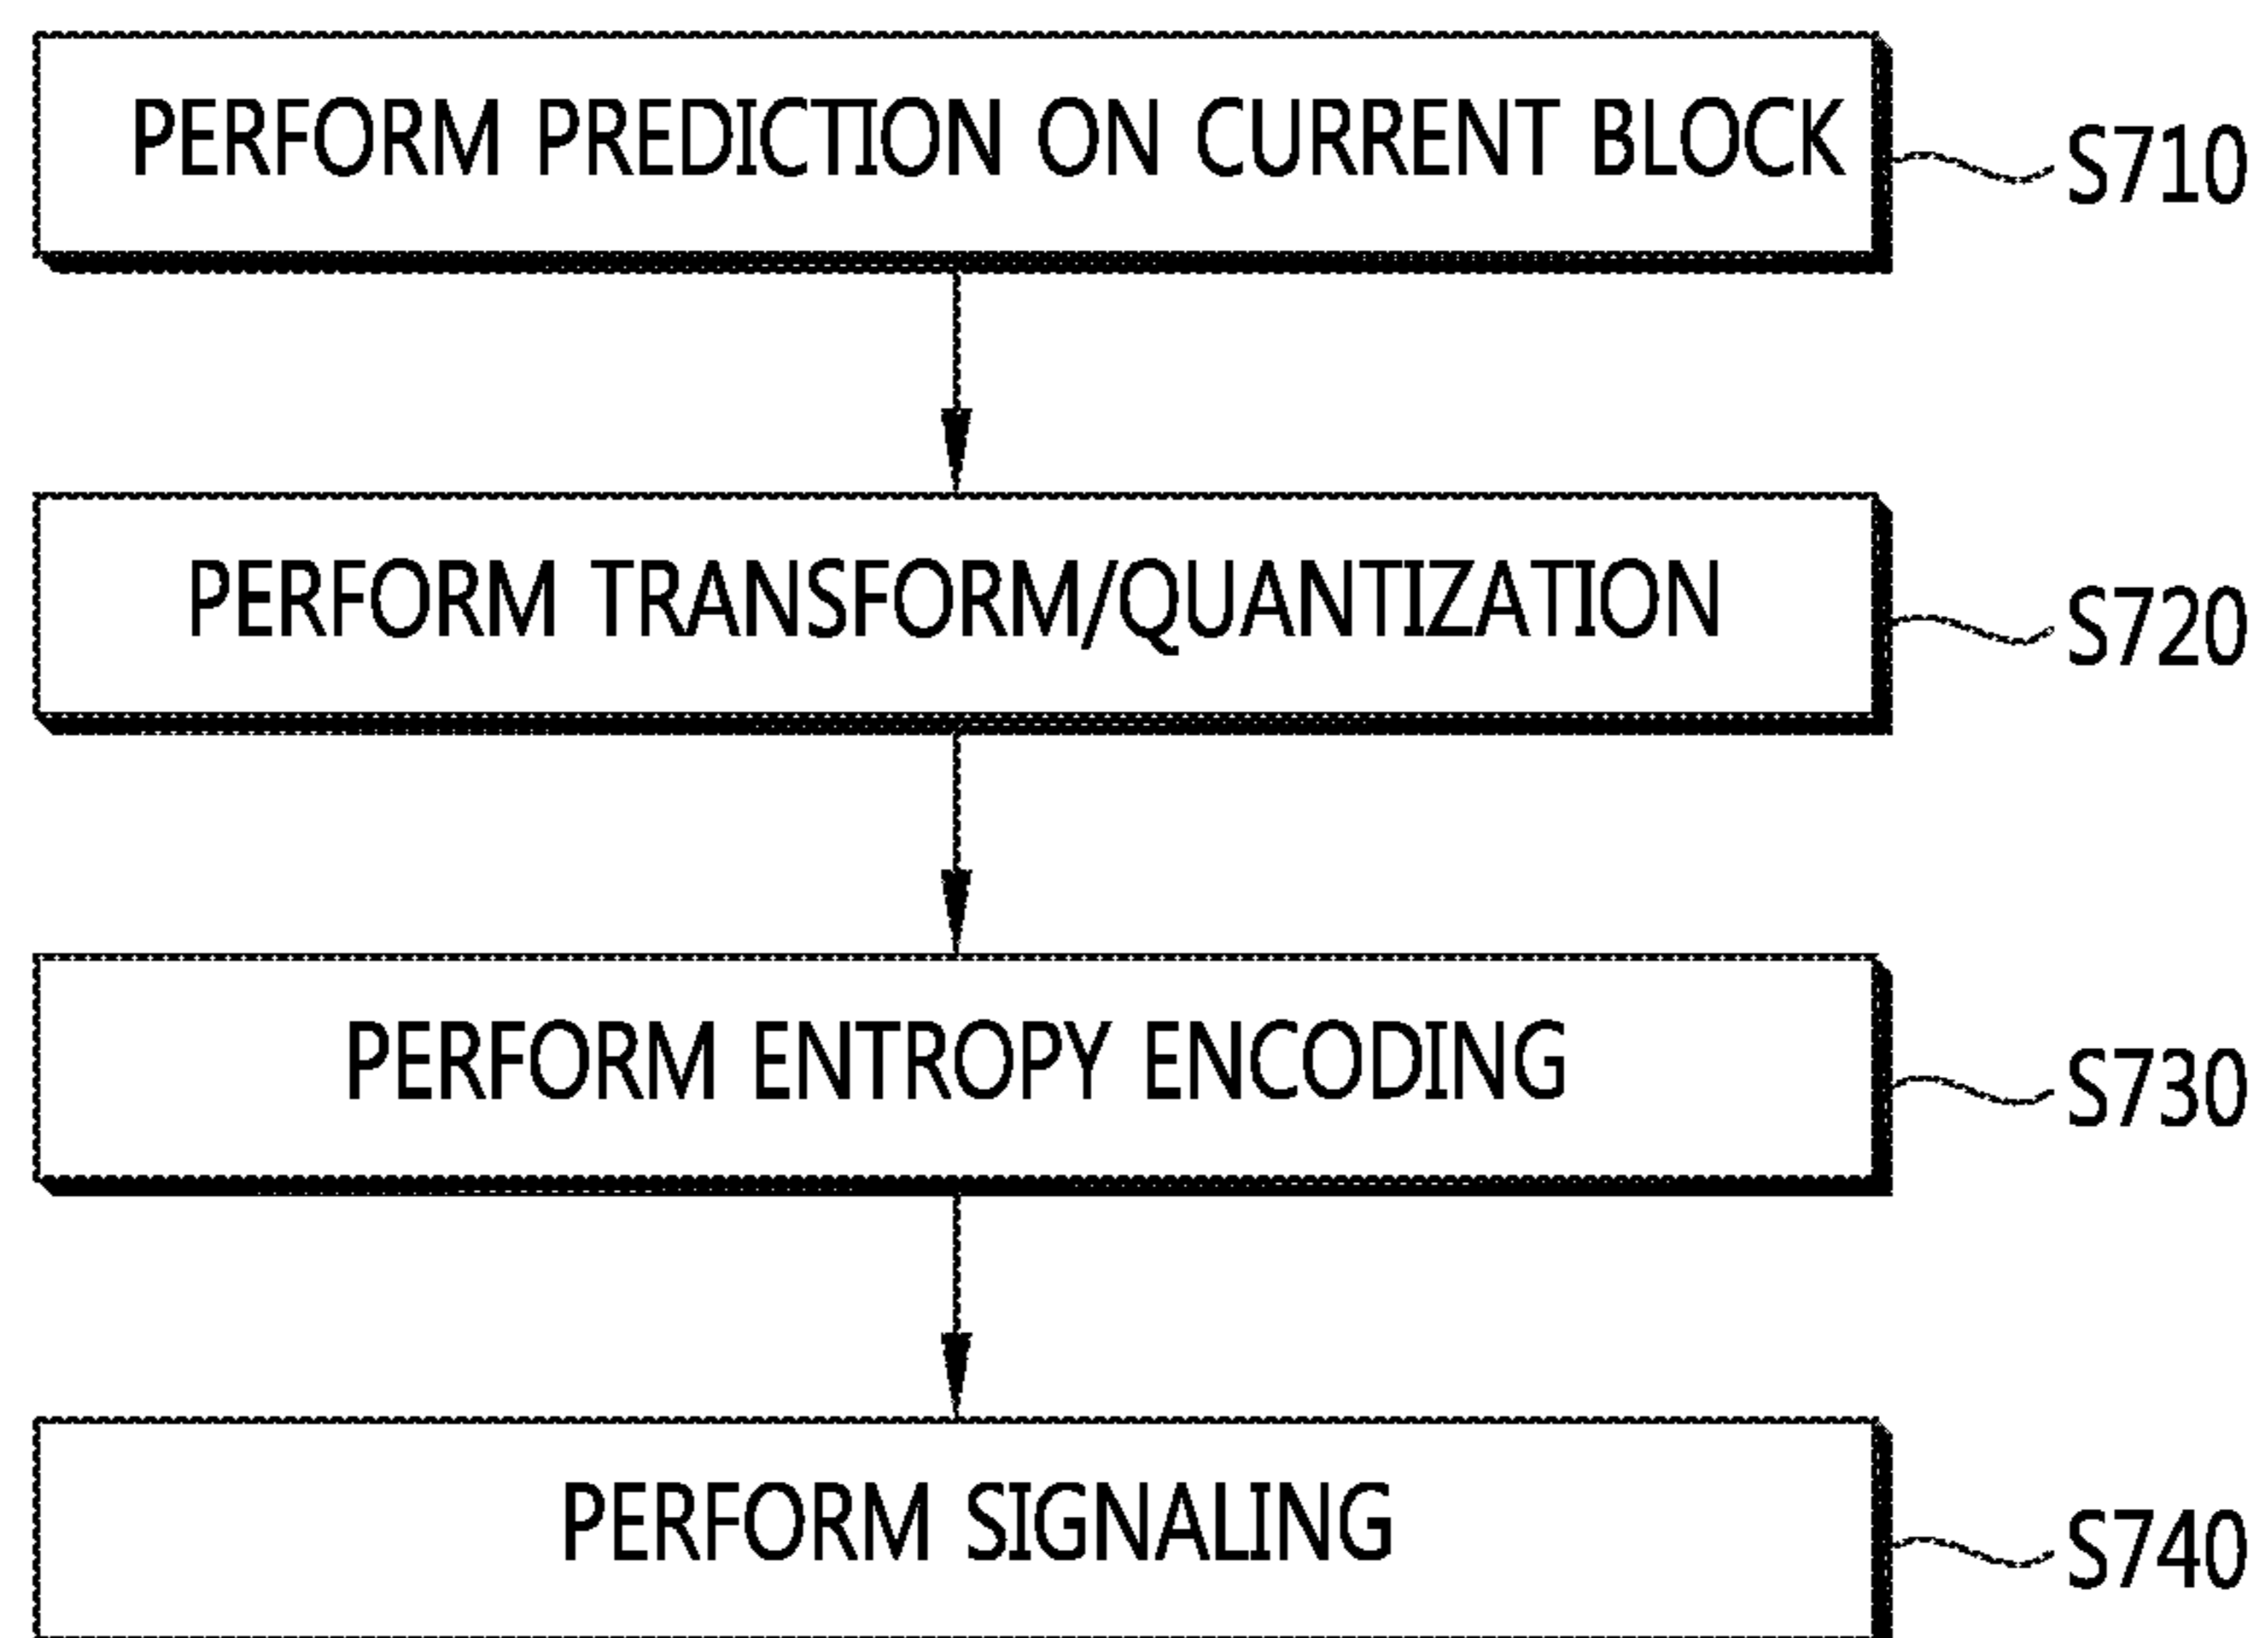 PERFORM PREDICTION ON CURRENT BLOCK
S710
PERFORM TRANSFORM/QUANTIZATION
S720
PERFORM ENTROPY ENCODING
S730
PERFORM SIGNALING
S740